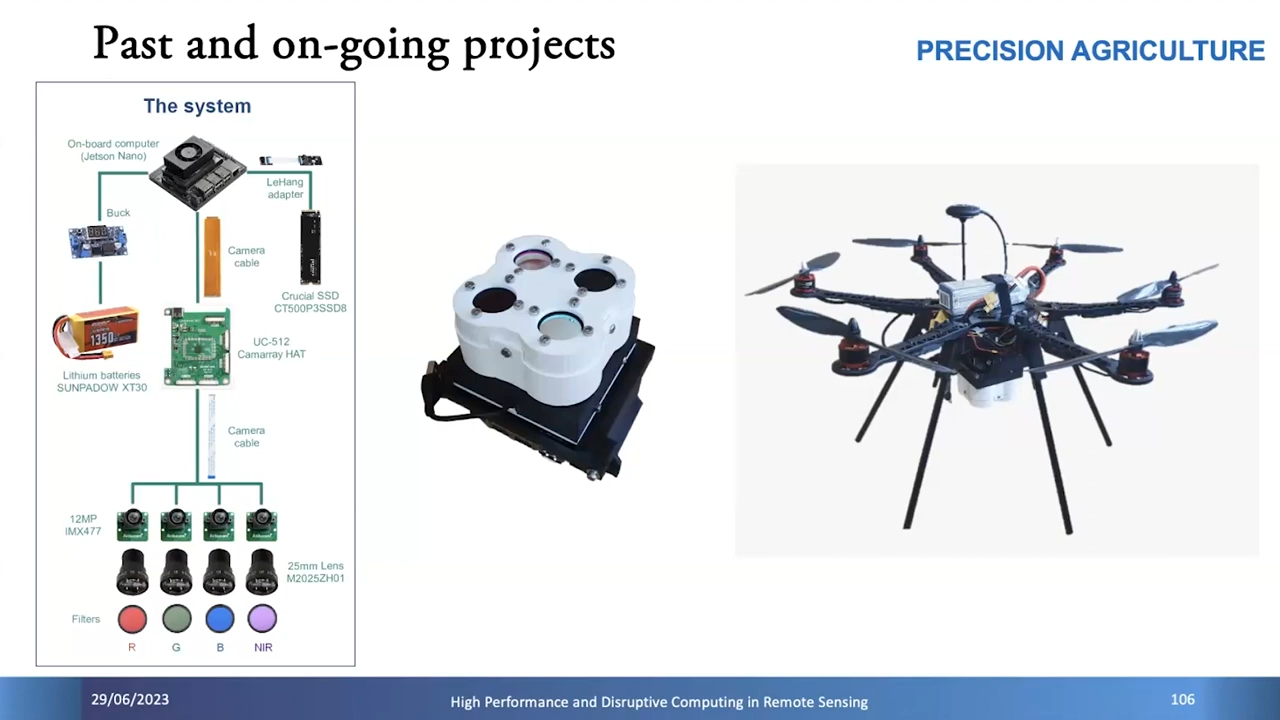 Past and on-going projects
PRECISION AGRICULTURE
The system
On-board computer
(Jetson Nano)
LeHang
adapter
Buck
Camera
cable
Crucial SSD
CT500P3SSD8
1350
UC-512
Camarray HAT
Lithium batteries
SUNPADOW XT30
Camera
cable
12MP
IMX477
25mm Lens
M2025ZH01
Filters
R
G
B
NIR
29/06/2023
High Performance and Disruptive Computing in Remote Sensing
106